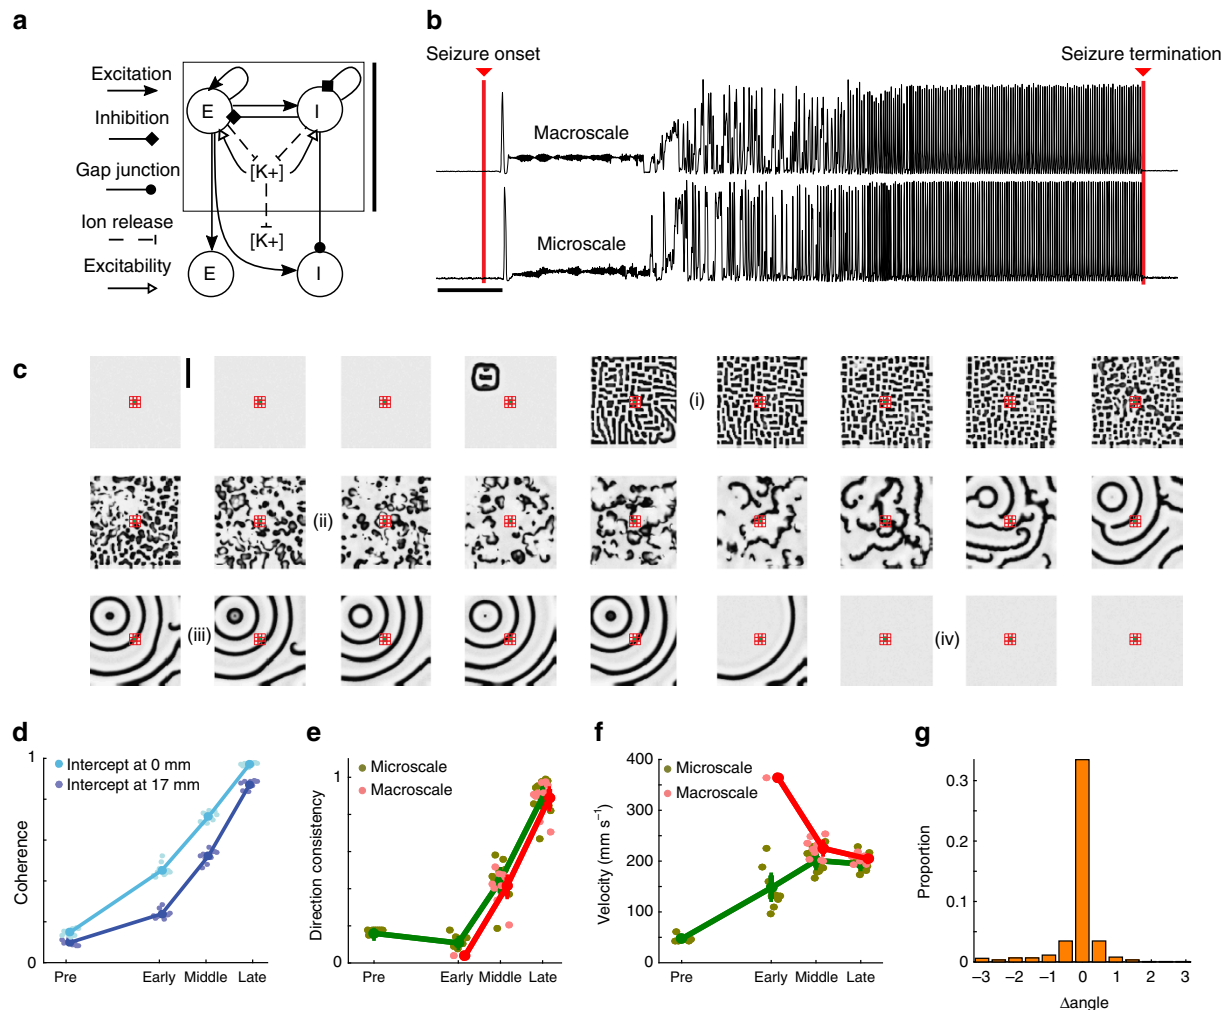 a
Excitation
Inhibition
Gap junction
Ion release
Excitability
E
I
[K+]
[K+]
E
I
b
Seizure onset
Seizure termination
Macroscale
Microscale
c
(i)
(ii)
(iii)
(iv)
d
Intercept at 0 mm
Intercept at 17 mm
Coherence
1
0
Pre
Early
Middle
Late
e
Microscale
Macroscale
Direction consistency
1
0
Pre
Early
Middle
Late
f
Microscale
Macroscale
Velocity (mm s⁻¹)
400
350
300
200
150
100
50
0
Pre
Early
Middle
Late
g
Proportion
0.3
0.2
0.1
0
−3
−2
−1
0
1
2
3
Δangle